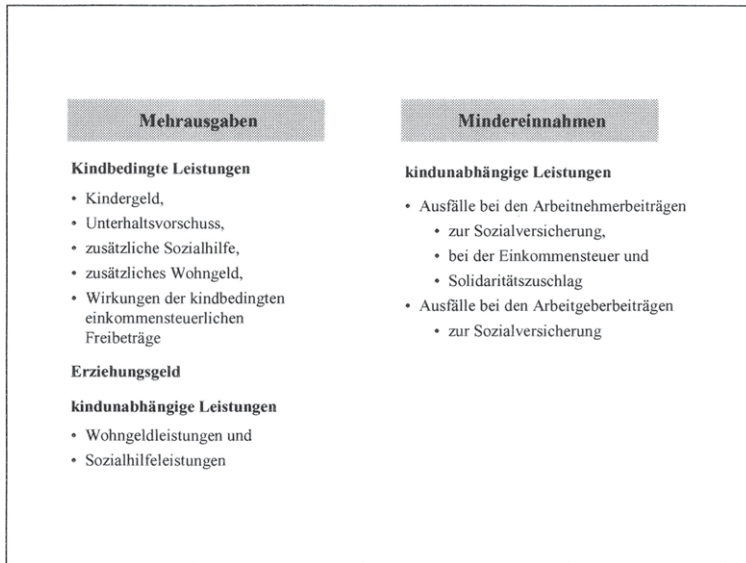 Mehrausgaben
Kindbedingte Leistungen
• Kindergeld,
• Unterhaltsvorschuss,
• zusätzliche Sozialhilfe,
• zusätzliches Wohngeld,
• Wirkungen der kindbedingten
einkommensteuerlichen
Freibeträge
Erziehungsgeld
kindunabhängige Leistungen
• Wohngeldleistungen und
• Sozialhilfeleistungen
Mindereinnahmen
kindunabhängige Leistungen
• Ausfälle bei den Arbeitnehmerbeiträgen
• zur Sozialversicherung,
• bei der Einkommensteuer und
• Solidaritätszuschlag
• Ausfälle bei den Arbeitgeberbeiträgen
• zur Sozialversicherung